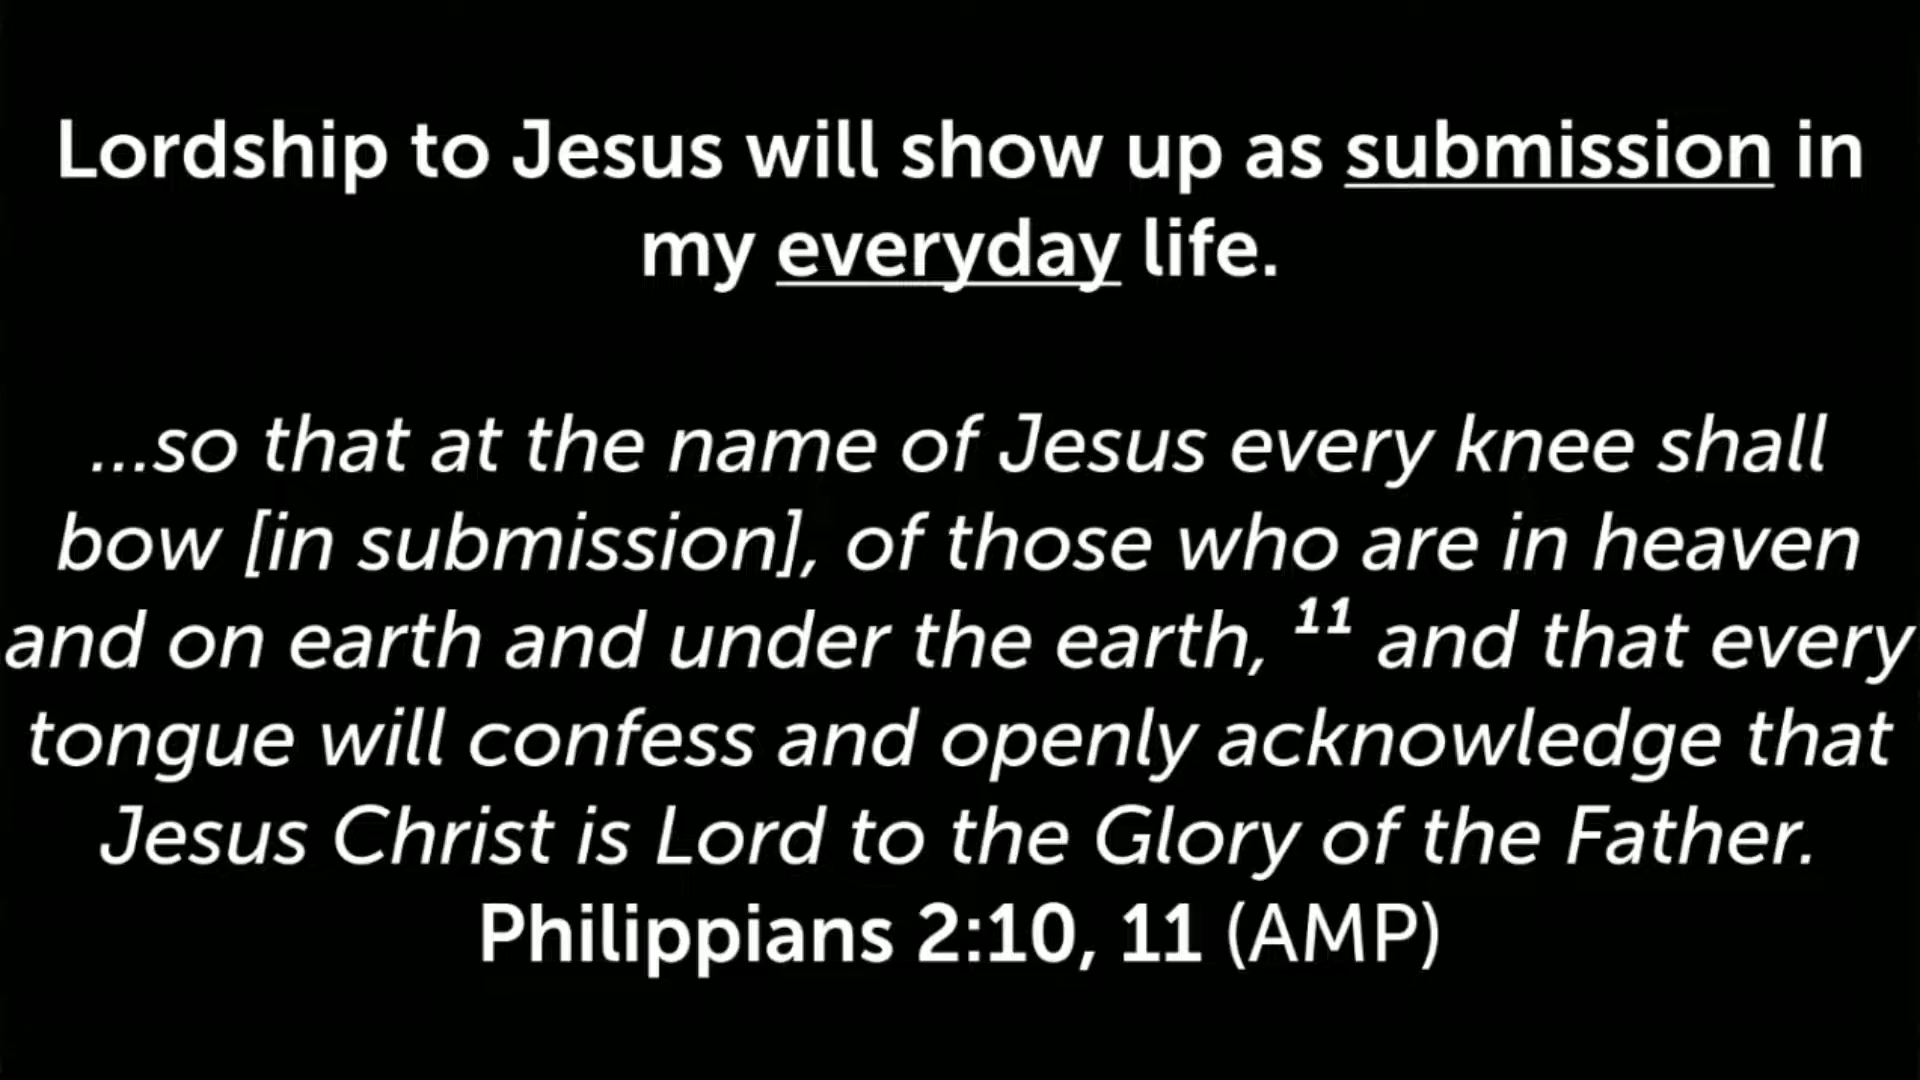 Lordship to Jesus will show up as submission in
my everyday life.
...so that at the name of Jesus every knee shall
bow [in submission], of those who are in heaven
and on earth and under the earth, ¹¹ and that every
tongue will confess and openly acknowledge that
Jesus Christ is Lord to the Glory of the Father.
Philippians 2:10, 11 (AMP)